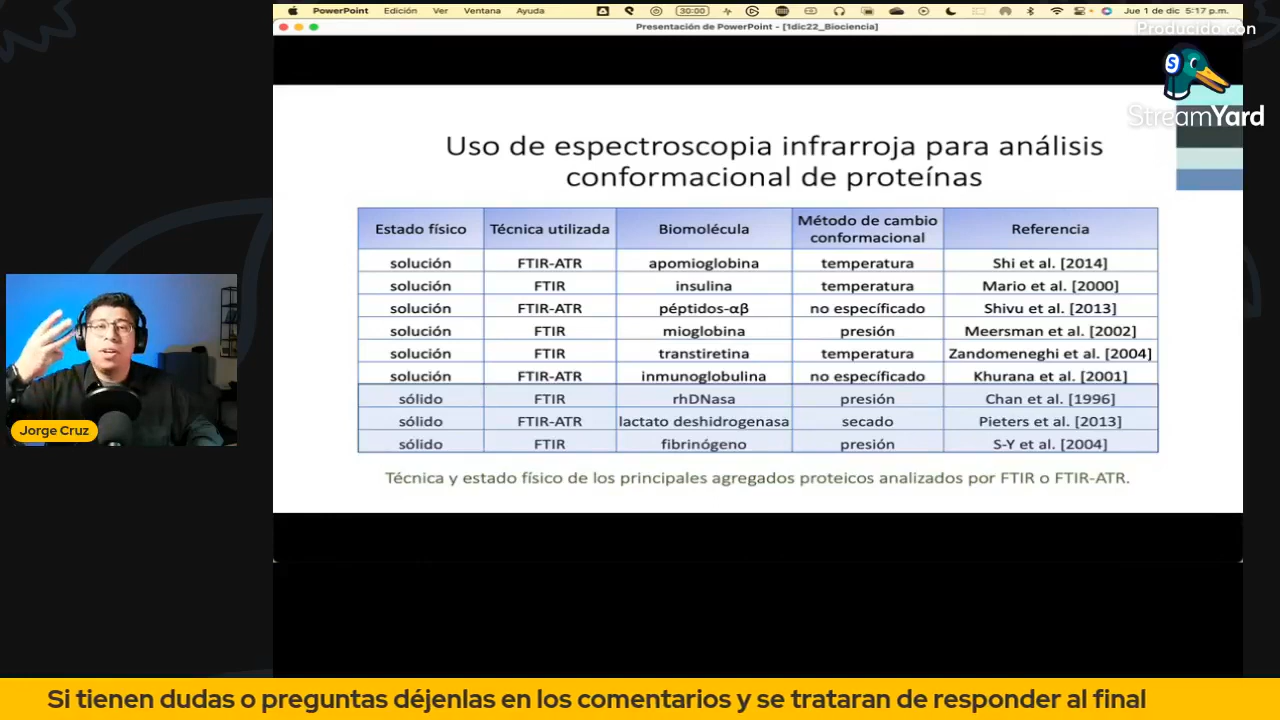 PowerPoint Edición Ver Ventana Ayuda 30:00 Jue 1 de dic 5:17 p.m.
Presentación de PowerPoint - [1dic22_Biociencia]
Producido con
S
StreamYard
Uso de espectroscopia infrarroja para análisis
conformacional de proteínas
Estado físico Técnica utilizada Biomolécula Método de cambio conformacional Referencia
solución FTIR-ATR apomioglobina temperatura Shi et al. [2014]
solución FTIR insulina temperatura Mario et al. [2000]
solución FTIR-ATR péptidos-αβ no específicado Shivu et al. [2013]
solución FTIR mioglobina presión Meersman et al. [2002]
solución FTIR transtiretina temperatura Zandomeneghi et al. [2004]
solución FTIR-ATR inmunoglobulina no específicado Khurana et al. [2001]
sólido FTIR rhDNasa presión Chan et al. [1996]
sólido FTIR-ATR lactato deshidrogenasa secado Pieters et al. [2013]
sólido FTIR fibrinógeno presión S-Y et al. [2004]
Técnica y estado físico de los principales agregados proteicos analizados por FTIR o FTIR-ATR.
Jorge Cruz
Si tienen dudas o preguntas déjenlas en los comentarios y se trataran de responder al final